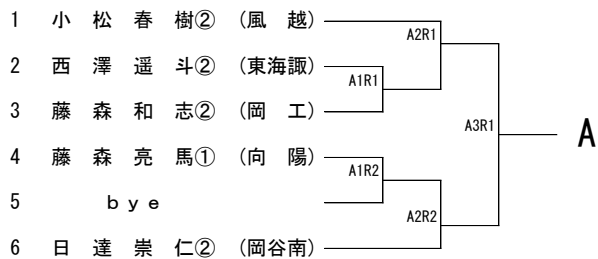 1 小松春樹② (風越)
A2R1
2 西澤遥斗② (東海諏)
A1R1
3 藤森和志② (岡工)
A3R1 A
4 藤森亮馬① (向陽)
A1R2
5 bye
A2R2
6 日達崇仁② (岡谷南)